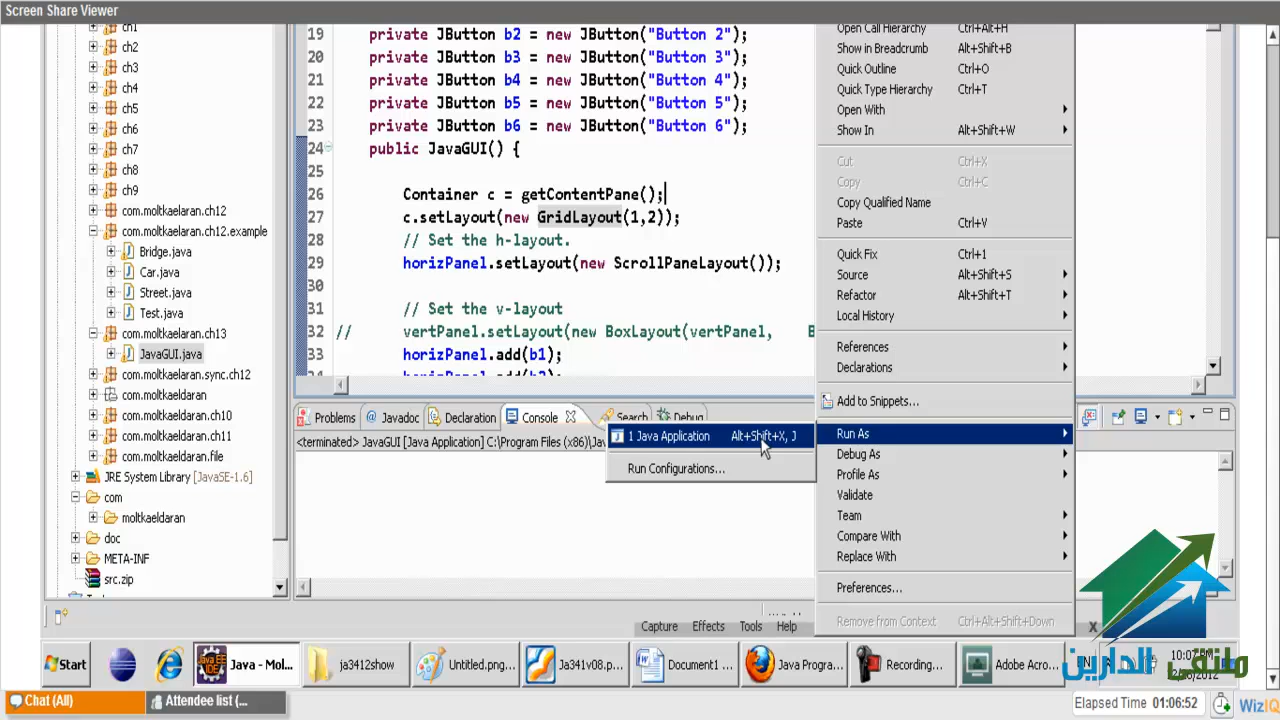 Screen Share Viewer
ch1
ch2
ch3
ch4
ch5
ch6
ch7
ch8
ch9
com.moltkaelaran.ch12
com.moltkaelaran.ch12.example
Bridge.java
Car.java
Street.java
Test.java
com.moltkaelaran.ch13
JavaGUI.java
com.moltkaelaran.sync.ch12
com.moltkaeldaran
com.moltkaeldaran.ch10
com.moltkaeldaran.ch11
com.moltkaeldaran.file
JRE System Library [JavaSE-1.6]
com
moltkaeldaran
doc
META-INF
src.zip
19 private JButton b2 = new JButton("Button 2");
20 private JButton b3 = new JButton("Button 3");
21 private JButton b4 = new JButton("Button 4");
22 private JButton b5 = new JButton("Button 5");
23 private JButton b6 = new JButton("Button 6");
24 public JavaGUI() {
25
26 Container c = getContentPane();
27 c.setLayout(new GridLayout(1,2));
28 // Set the h-layout.
29 horizPanel.setLayout(new ScrollPaneLayout());
30
31 // Set the v-layout
32 // vertPanel.setLayout(new BoxLayout(vertPanel, B
33 horizPanel.add(b1);
Open Call Hierarchy Ctrl+Alt+H
Show in Breadcrumb Alt+Shift+B
Quick Outline Ctrl+O
Quick Type Hierarchy Ctrl+T
Open With
Show In Alt+Shift+W
Cut Ctrl+X
Copy Ctrl+C
Copy Qualified Name
Paste Ctrl+V
Quick Fix Ctrl+1
Source Alt+Shift+S
Refactor Alt+Shift+T
Local History
References
Declarations
Add to Snippets...
Run As
Debug As
Profile As
Validate
Team
Compare With
Replace With
Preferences...
Remove from Context Ctrl+Alt+Shift+Down
Problems Javadoc Declaration Console Search Debug
<terminated> JavaGUI [Java Application] C:\Program Files (x86)\Jav
1 Java Application Alt+Shift+X, J
Run Configurations...
Capture Effects Tools Help
Start Java - Mol... ja3412show Untitled.png... Ja341v08.pdf... Document1 ... Java Progra... Recording... Adobe Acro...
ملتقى الدارين
Chat (All) Attendee list (...
Elapsed Time 01:06:52 WizIQ